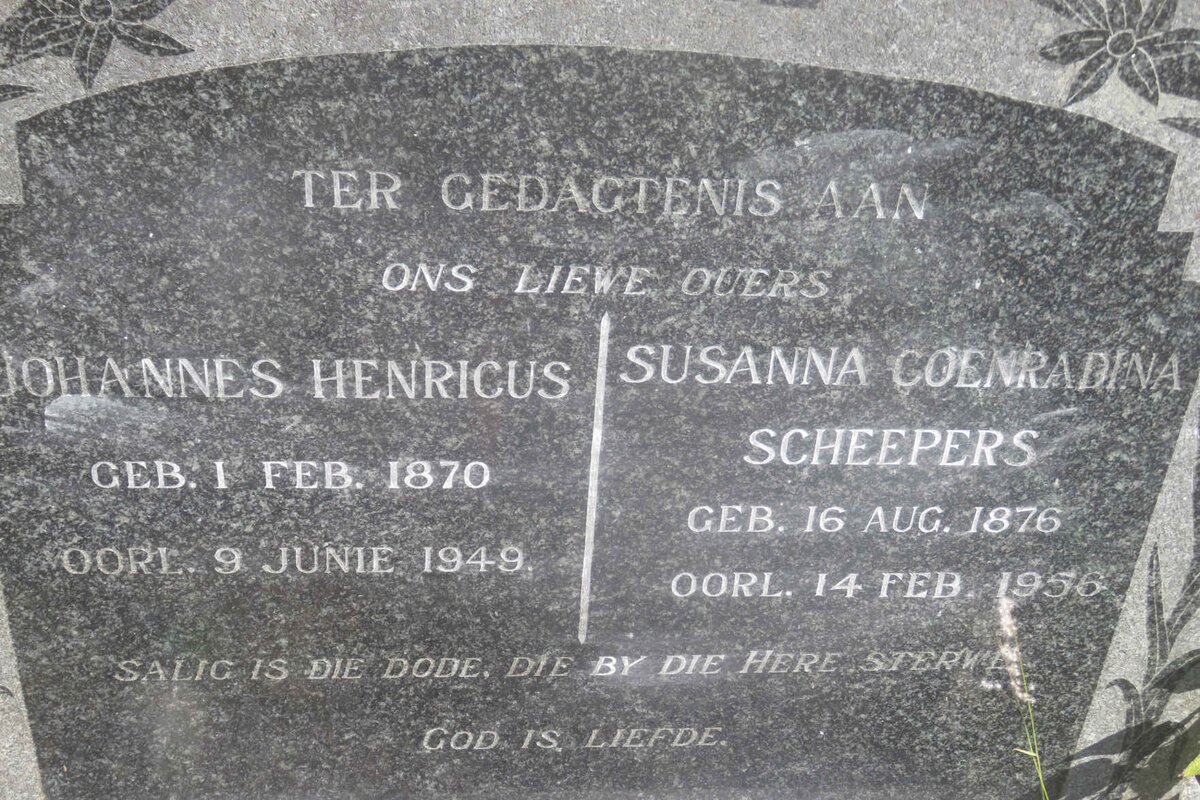 TER GEDAGTENIS AAN
ONS LIEWE OUERS
JOHANNES HENRICUS
GEB. 1 FEB. 1870
OORL. 9 JUNIE 1949.
SUSANNA COENRADINA
SCHEEPERS
GEB. 16 AUG. 1876
OORL. 14 FEB. 1956
SALIG IS DIE DODE, DIE BY DIE HERE STERWE
GOD IS LIEFDE.